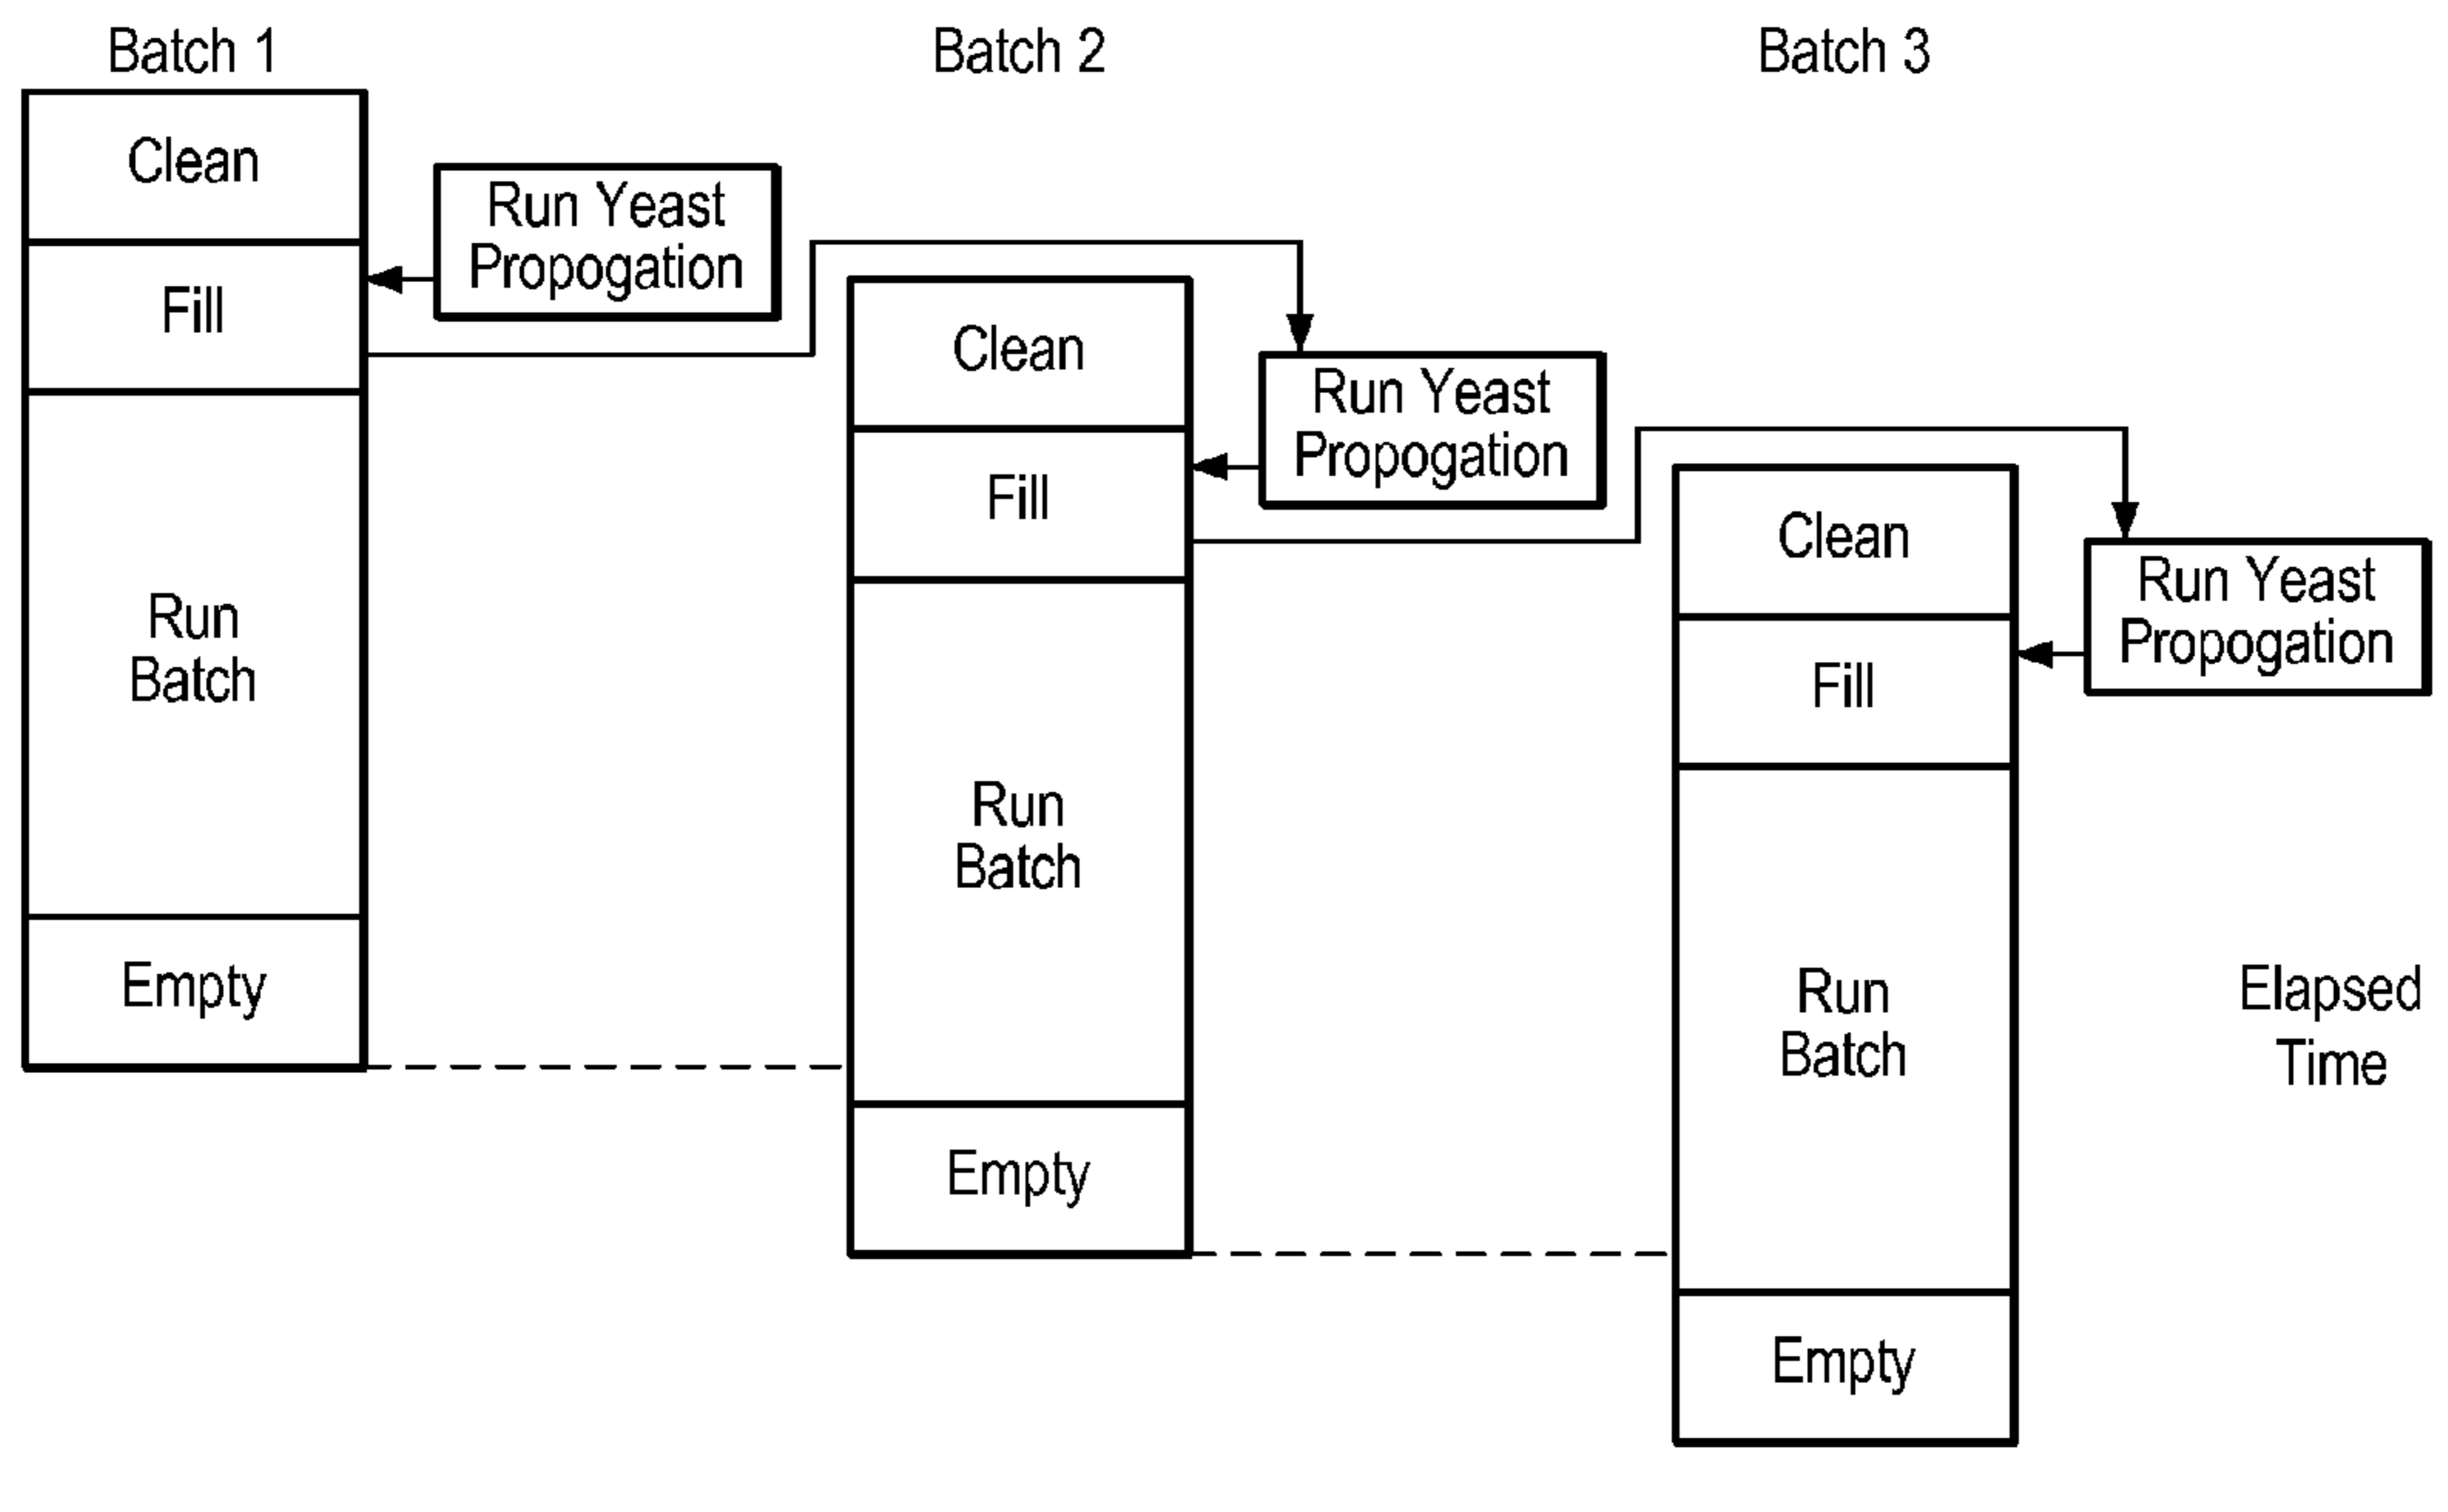 Batch 1
Batch 2
Batch 3
Clean
Fill
Run
Batch
Empty
Run Yeast
Propogation
Clean
Fill
Run
Batch
Empty
Run Yeast
Propogation
Clean
Fill
Run
Batch
Empty
Run Yeast
Propogation
Elapsed
Time